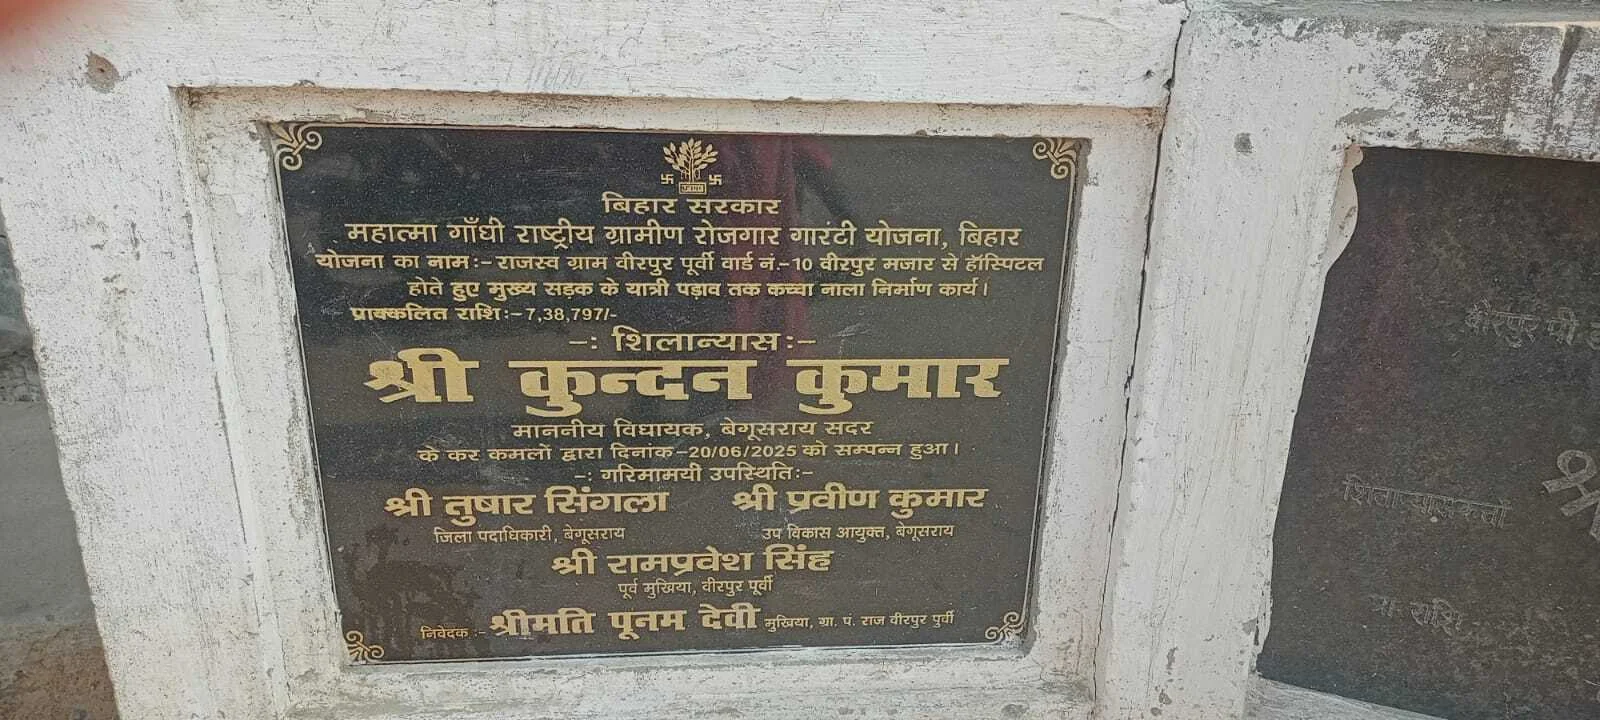 बिहार सरकार
महात्मा गाँधी राष्ट्रीय ग्रामीण रोजगार गारंटी योजना, बिहार
योजना का नाम:- राजस्व ग्राम वीरपुर पूर्वी वार्ड नं.-10 वीरपुर मजार से हॉस्पिटल
होते हुए मुख्य सड़क के यात्री पड़ाव तक कच्चा नाला निर्माण कार्य।
प्राक्कलित राशि:-7,38,797/-
-: शिलान्यास:-
श्री कुन्दन कुमार
माननीय विधायक, बेगूसराय सदर
के कर कमलों द्वारा दिनांक-20/06/2025 को सम्पन्न हुआ।
-: गरिमामयी उपस्थिति:-
श्री तुषार सिंगला श्री प्रवीण कुमार
जिला पदाधिकारी, बेगूसराय उप विकास आयुक्त, बेगूसराय
श्री रामप्रवेश सिंह
पूर्व मुखिया, वीरपुर पूर्वी
निवेदक :- श्रीमति पूनम देवी मुखिया, ग्रा. पं. राज वीरपुर पुर्वी
वीरपुर पी
शिलान्यासकर्ता
प्रा. राशि